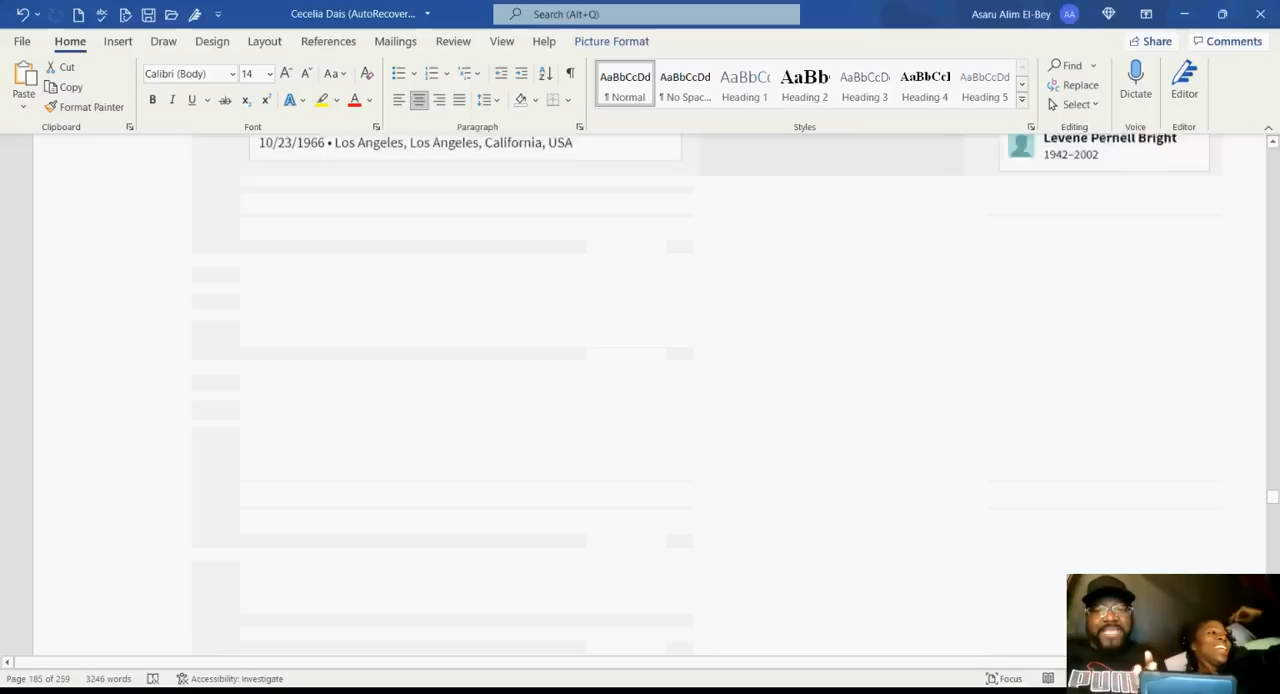 Cecelia Dais (AutoRecover...
Search (Alt+Q)
Asaru Alim El-Bey
AA
File
Home
Insert
Draw
Design
Layout
References
Mailings
Review
View
Help
Picture Format
Share
Comments
Paste
Cut
Copy
Format Painter
Clipboard
Calibri (Body)
14
Font
Paragraph
AaBbCcDd
¶ Normal
AaBbCcDd
¶ No Spac...
AaBbC
Heading 1
AaBb
Heading 2
AaBbCcD
Heading 3
AaBbCcI
Heading 4
AaBbCcDd
Heading 5
Styles
Find
Replace
Select
Editing
Dictate
Voice
Editor
Editor
10/23/1966 • Los Angeles, Los Angeles, California, USA
Levene Pernell Bright
1942–2002
Page 185 of 259
3246 words
Accessibility: Investigate
Focus